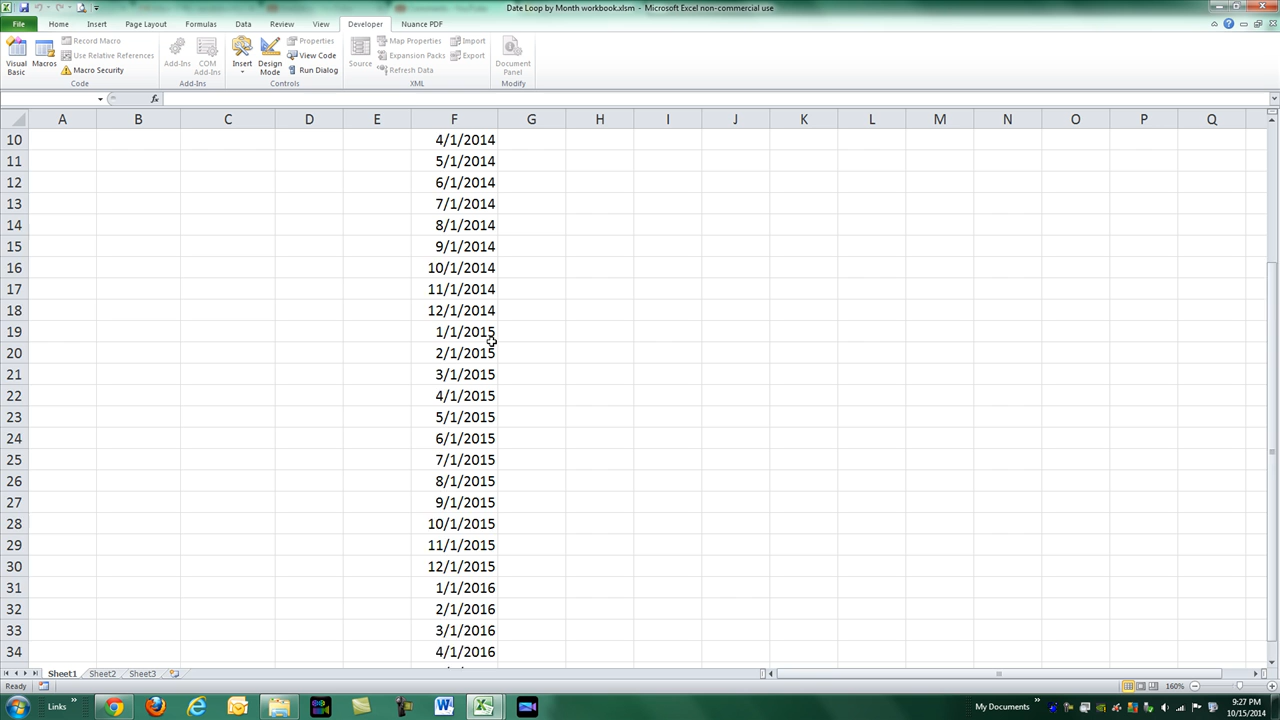 Date Loop by Month workbook.xlsm - Microsoft Excel non-commercial use
File Home Insert Page Layout Formulas Data Review View Developer Nuance PDF
Visual Basic
Macros
Record Macro
Use Relative References
Macro Security
Code
Add-Ins
COM Add-Ins
Add-Ins
Insert
Design Mode
Properties
View Code
Run Dialog
Controls
Source
Map Properties
Expansion Packs
Refresh Data
Import
Export
XML
Document Panel
Modify
fx
A B C D E F G H I J K L M N O P Q
10 4/1/2014
11 5/1/2014
12 6/1/2014
13 7/1/2014
14 8/1/2014
15 9/1/2014
16 10/1/2014
17 11/1/2014
18 12/1/2014
19 1/1/2015
20 2/1/2015
21 3/1/2015
22 4/1/2015
23 5/1/2015
24 6/1/2015
25 7/1/2015
26 8/1/2015
27 9/1/2015
28 10/1/2015
29 11/1/2015
30 12/1/2015
31 1/1/2016
32 2/1/2016
33 3/1/2016
34 4/1/2016
Sheet1 Sheet2 Sheet3
Ready 160%
Links My Documents 9:27 PM
10/15/2014